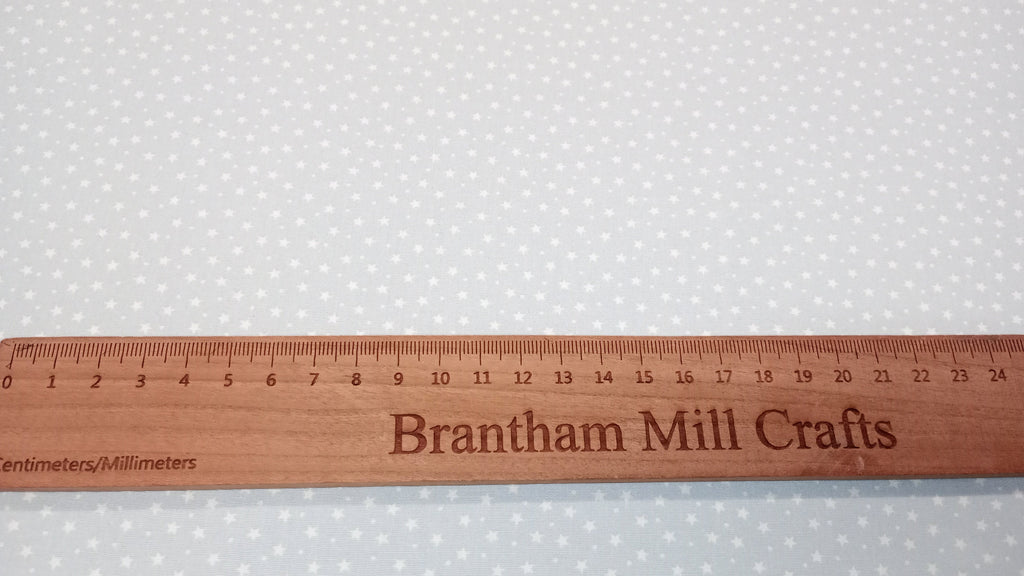 0 1 2 3 4 5 6 7 8 9 10 11 12 13 14 15 16 17 18 19 20 21 22 23 24
Brantham Mill Crafts
Centimeters/Millimeters